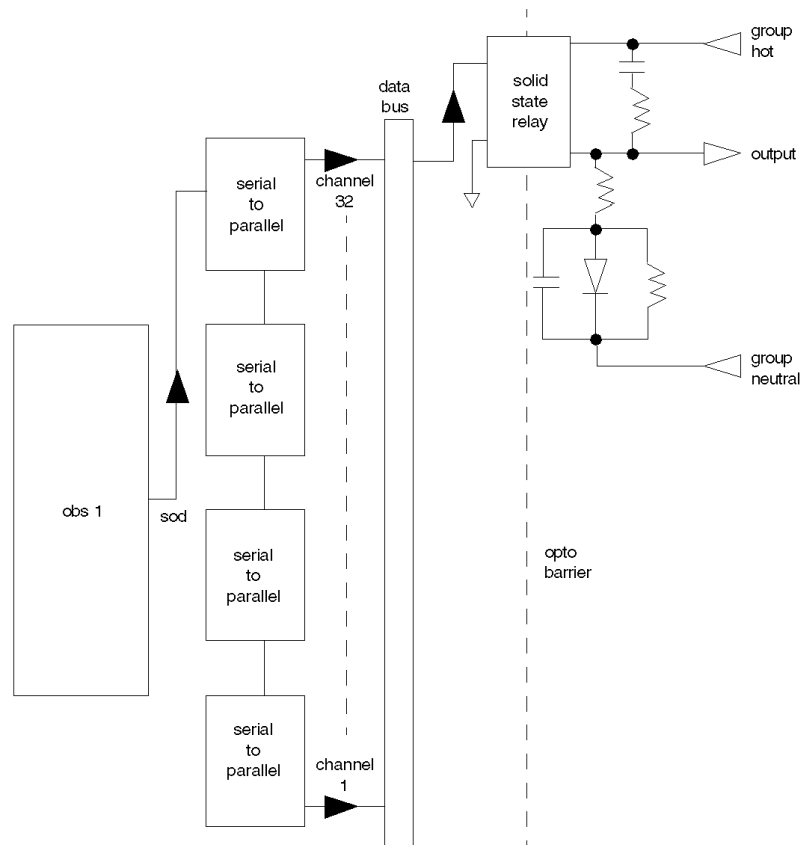 group
hot
solid
state
relay
data
bus
output
serial
to
parallel
channel
32
serial
to
parallel
group
neutral
obs 1
sod
serial
to
parallel
opto
barrier
serial
to
parallel
channel
1